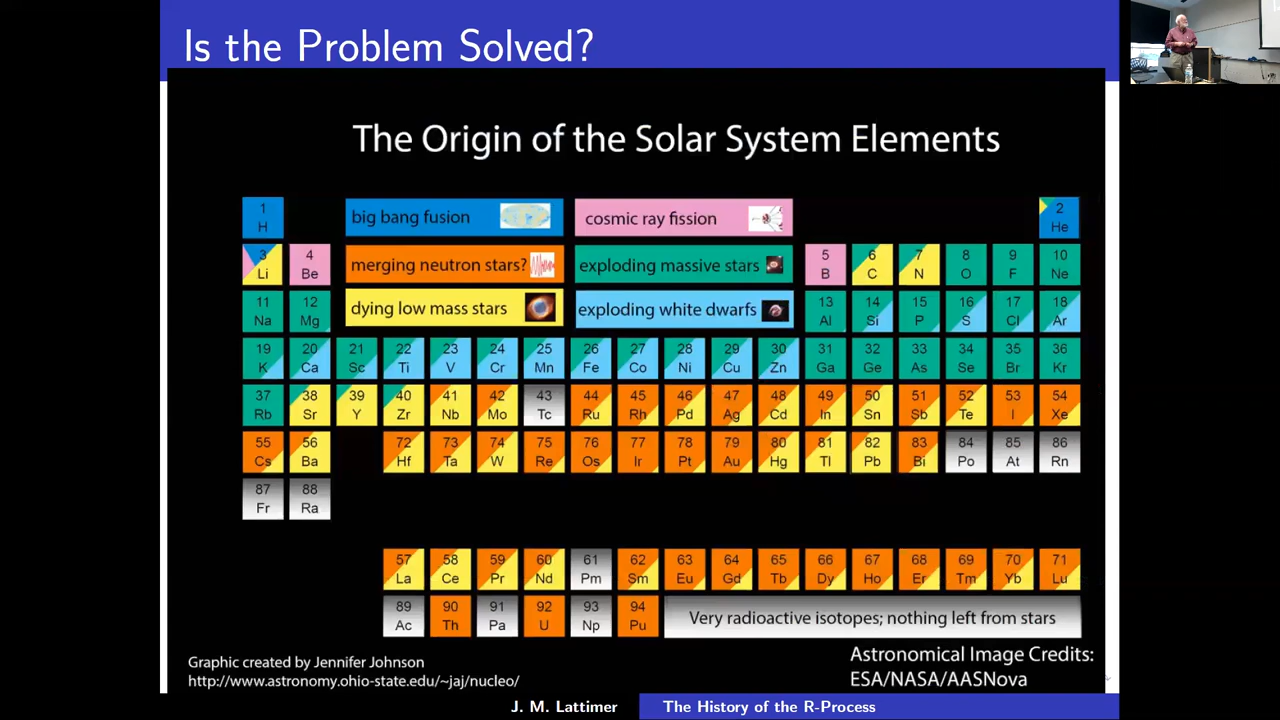 Is the Problem Solved?
The Origin of the Solar System Elements
1 H
big bang fusion
cosmic ray fission
2 He
3 Li
4 Be
merging neutron stars?
exploding massive stars
5 B
6 C
7 N
8 O
9 F
10 Ne
11 Na
12 Mg
dying low mass stars
exploding white dwarfs
13 Al
14 Si
15 P
16 S
17 Cl
18 Ar
19 K
20 Ca
21 Sc
22 Ti
23 V
24 Cr
25 Mn
26 Fe
27 Co
28 Ni
29 Cu
30 Zn
31 Ga
32 Ge
33 As
34 Se
35 Br
36 Kr
37 Rb
38 Sr
39 Y
40 Zr
41 Nb
42 Mo
43 Tc
44 Ru
45 Rh
46 Pd
47 Ag
48 Cd
49 In
50 Sn
51 Sb
52 Te
53 I
54 Xe
55 Cs
56 Ba
72 Hf
73 Ta
74 W
75 Re
76 Os
77 Ir
78 Pt
79 Au
80 Hg
81 Tl
82 Pb
83 Bi
84 Po
85 At
86 Rn
87 Fr
88 Ra
57 La
58 Ce
59 Pr
60 Nd
61 Pm
62 Sm
63 Eu
64 Gd
65 Tb
66 Dy
67 Ho
68 Er
69 Tm
70 Yb
71 Lu
89 Ac
90 Th
91 Pa
92 U
93 Np
94 Pu
Very radioactive isotopes; nothing left from stars
Graphic created by Jennifer Johnson
http://www.astronomy.ohio-state.edu/~jaj/nucleo/
Astronomical Image Credits:
ESA/NASA/AASNova
J. M. Lattimer
The History of the R-Process